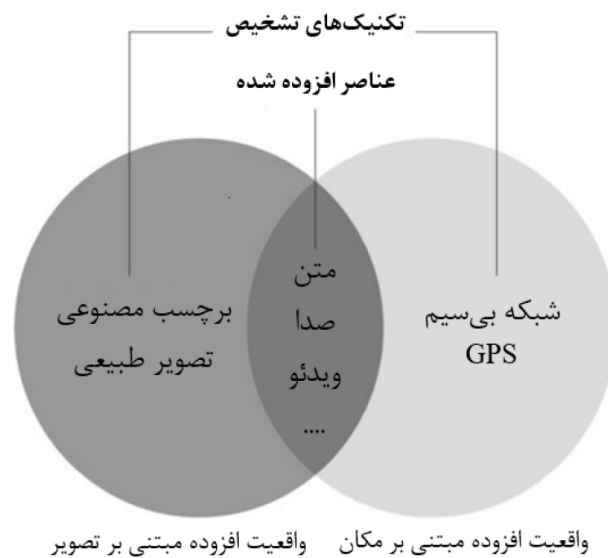 تکنیک‌های تشخیص
عناصر افزوده شده
شبکه بی‌سیم
GPS
متن
صدا
ویدئو
....
برچسب مصنوعی
تصویر طبیعی
واقعیت افزوده مبتنی بر مکان
واقعیت افزوده مبتنی بر تصویر